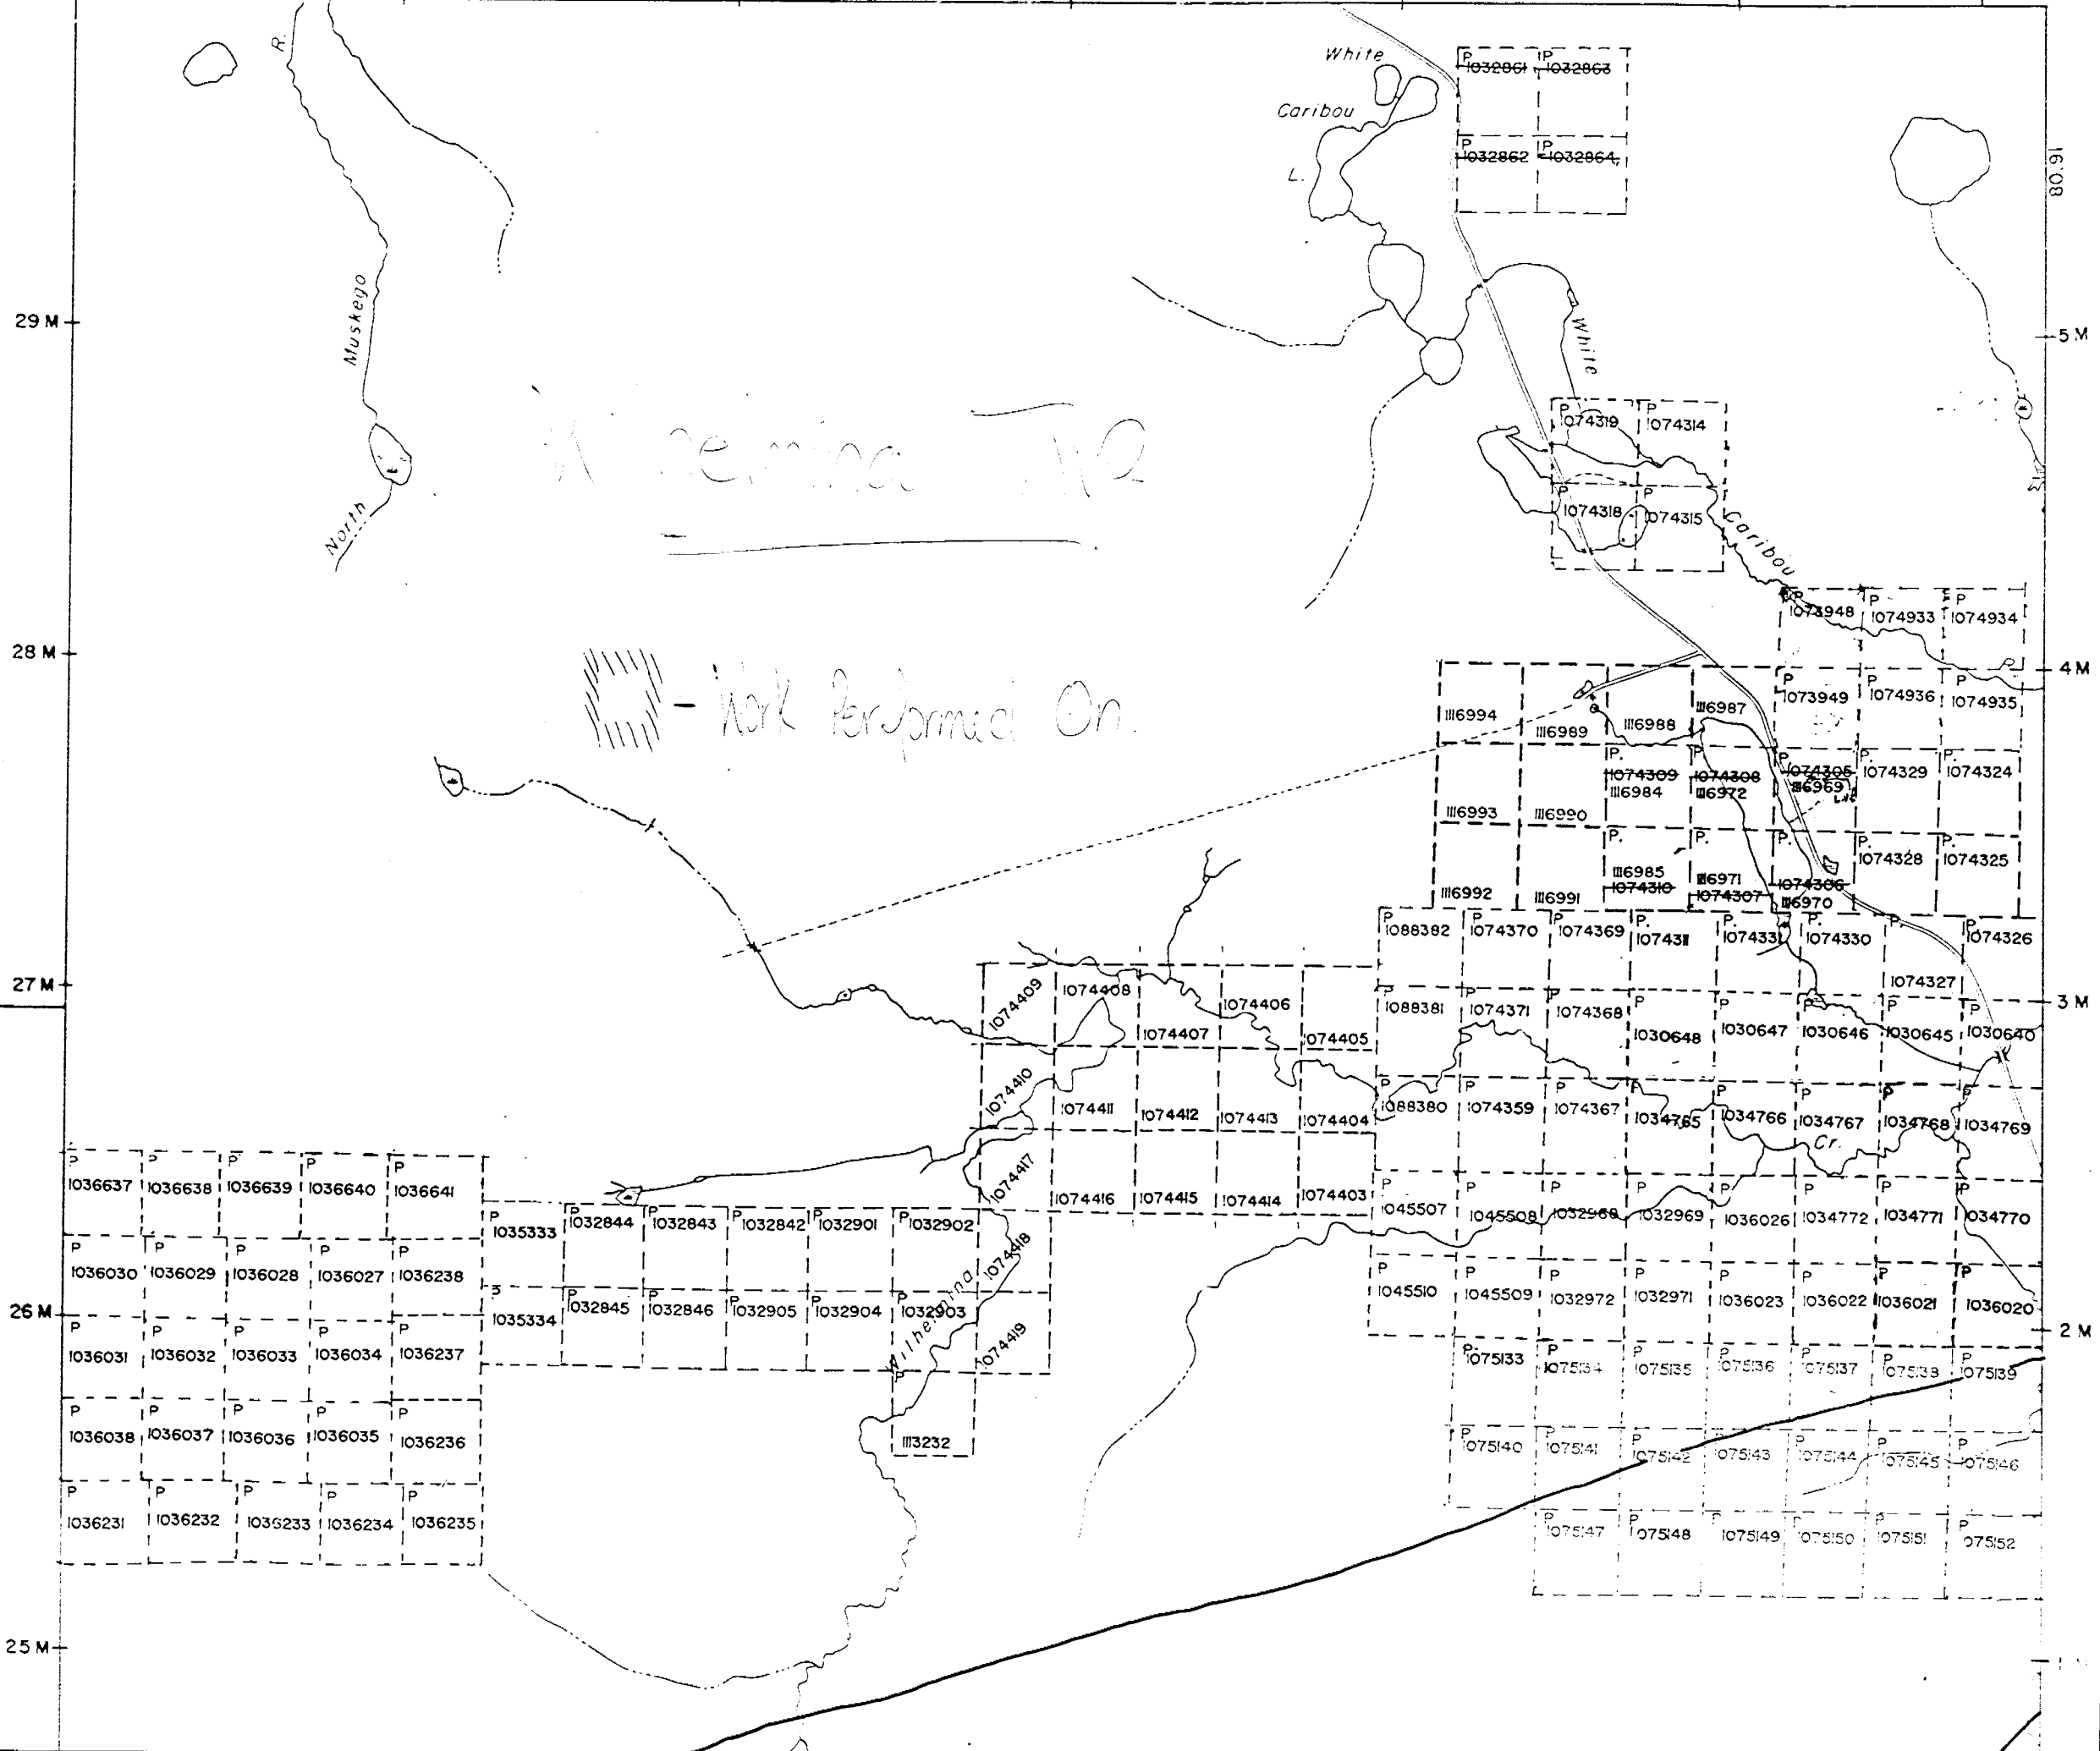 R.
White
P P
1032861 1032863
Caribou
P P
1032862 1032864
L.
16.08
Muskego
29 M
5 M
White
P P
1074319 1074314
P P
1074318 1074315
North
Caribou
P P P
1073948 1074933 1074934
28 M
R
4 M
P P P
1073949 1074936 1074935
- Work Performed On.
1116994 1116989 1116988 1116987
P. P P. P. P.
1074309 1074308 1074305 1074329 1074324
1116984 1116972 1116969
1116993 1116990
P. P. P. P. P.
1074328 1074325
1116985 1116971
1074310 1074307 1074306
1116992 1116991 1116970
P P P P. P. P. P. P.
1088382 1074370 1074369 1074311 1074331 1074330 1074326
1074327
27 M
3 M
1074409 1074408 1074406
1074407 1074405
P P P P P P P P
1088381 1074371 1074368 1030648 1030647 1030646 1030645 1030640
1074410
1074411 1074412 1074413 1074404
P P P P P P P P
1088380 1074359 1074367 1034765 1034766 1034767 1034768 1034769
Cr.
1074417
1074416 1074415 1074414 1074403
P P P P P
1036637 1036638 1036639 1036640 1036641
P P P P P P P P
1045507 1045508 1032968 1032969 1036026 1034772 1034771 1034770
P P P P P P
1035333 1032844 1032843 1032842 1032901 1032902
1074418
P P P P P
1036030 1036029 1036028 1036027 1036238
P P P P P P P P
1045510 1045509 1032972 1032971 1036023 1036022 1036021 1036020
P P P P P P
1035334 1032845 1032846 1032905 1032904 1032903
26 M
2 M
Wilhelmina
1074419
P P P P P
1036031 1036032 1036033 1036034 1036237
P. P P P P P P
1075133 1075134 1075135 1075136 1075137 1075138 1075139
P
1113232
P P P P P
1036038 1036037 1036036 1036035 1036236
P P P P P P P
1075140 1075141 1075142 1075143 1075144 1075145 1075146
P P P P P
1036231 1036232 1036233 1036234 1036235
P P P P P P
1075147 1075148 1075149 1075150 1075151 1075152
25 M